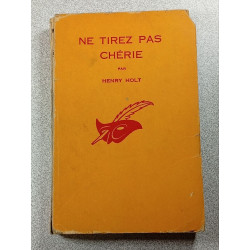 NE TIREZ PAS
CHÉRIE
PAR
HENRY HOLT